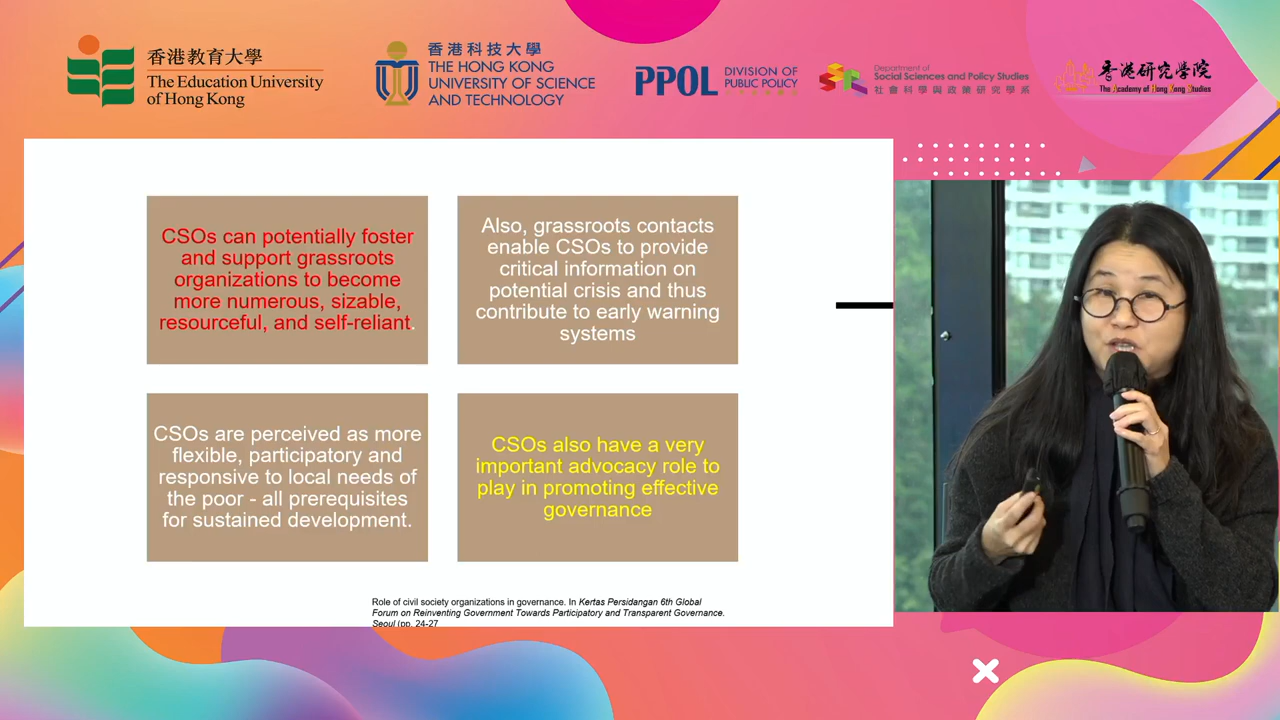 香港教育大學
The Education University
of Hong Kong
香港科技大學
THE HONG KONG
UNIVERSITY OF SCIENCE
AND TECHNOLOGY
PPOL
DIVISION OF
PUBLIC POLICY
Department of
Social Sciences and Policy Studies
社會科學與政策研究學系
香港研究學院
The Academy of Hong Kong Studies
CSOs can potentially foster
and support grassroots
organizations to become
more numerous, sizable,
resourceful, and self-reliant.
Also, grassroots contacts
enable CSOs to provide
critical information on
potential crisis and thus
contribute to early warning
systems
CSOs are perceived as more
flexible, participatory and
responsive to local needs of
the poor - all prerequisites
for sustained development.
CSOs also have a very
important advocacy role to
play in promoting effective
governance
Role of civil society organizations in governance. In Kertas Persidangan 6th Global
Forum on Reinventing Government Towards Participatory and Transparent Governance.
Seoul (pp. 24-27